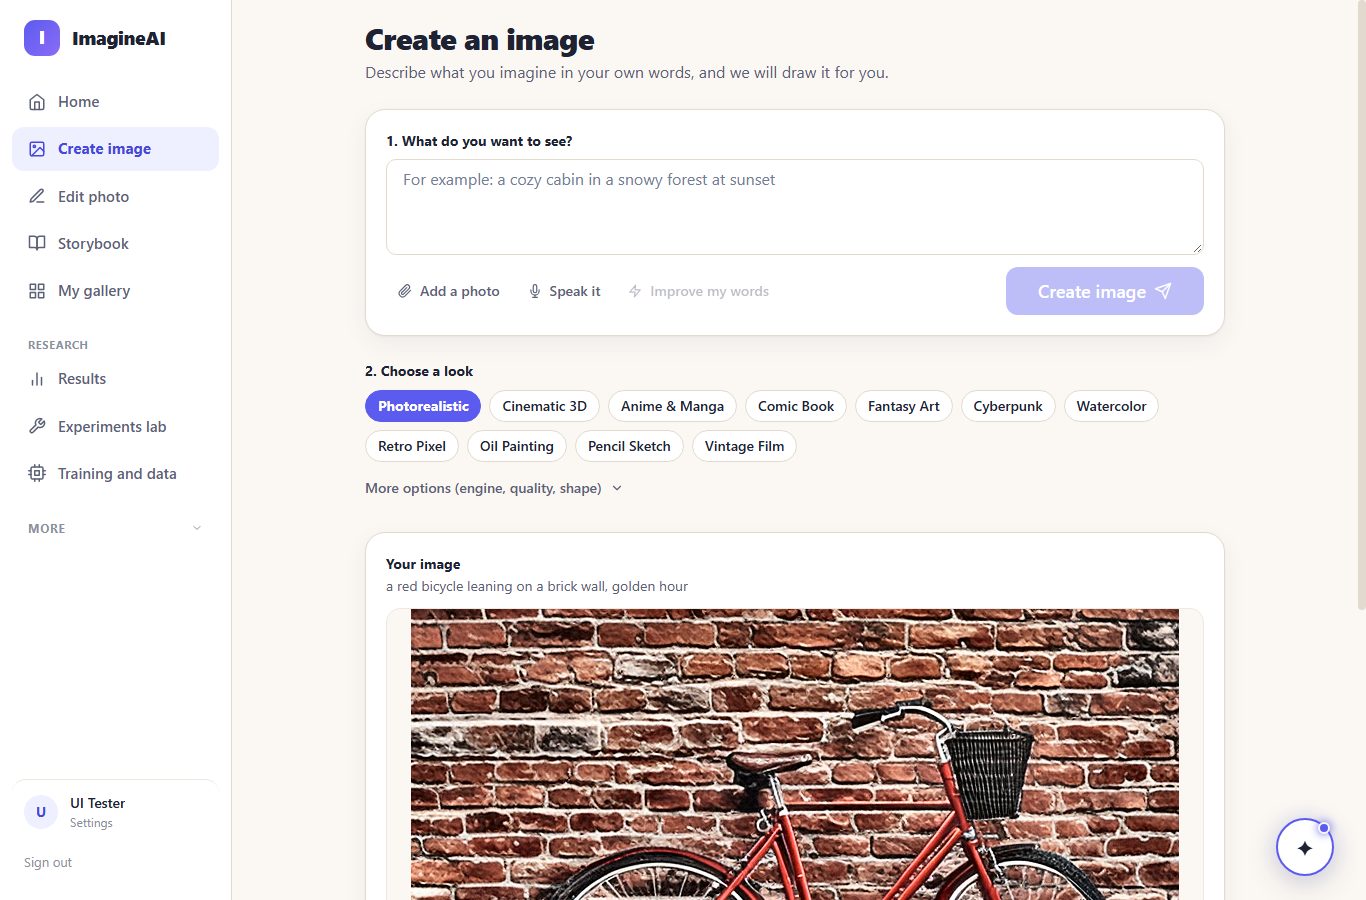 I ImagineAI
Home
Create image
Edit photo
Storybook
My gallery
RESEARCH
Results
Experiments lab
Training and data
MORE
UI Tester
U
Settings
Sign out
Create an image
Describe what you imagine in your own words, and we will draw it for you.
1. What do you want to see?
For example: a cozy cabin in a snowy forest at sunset
Add a photo Speak it Improve my words Create image
2. Choose a look
Photorealistic Cinematic 3D Anime & Manga Comic Book Fantasy Art Cyberpunk Watercolor
Retro Pixel Oil Painting Pencil Sketch Vintage Film
More options (engine, quality, shape)
Your image
a red bicycle leaning on a brick wall, golden hour